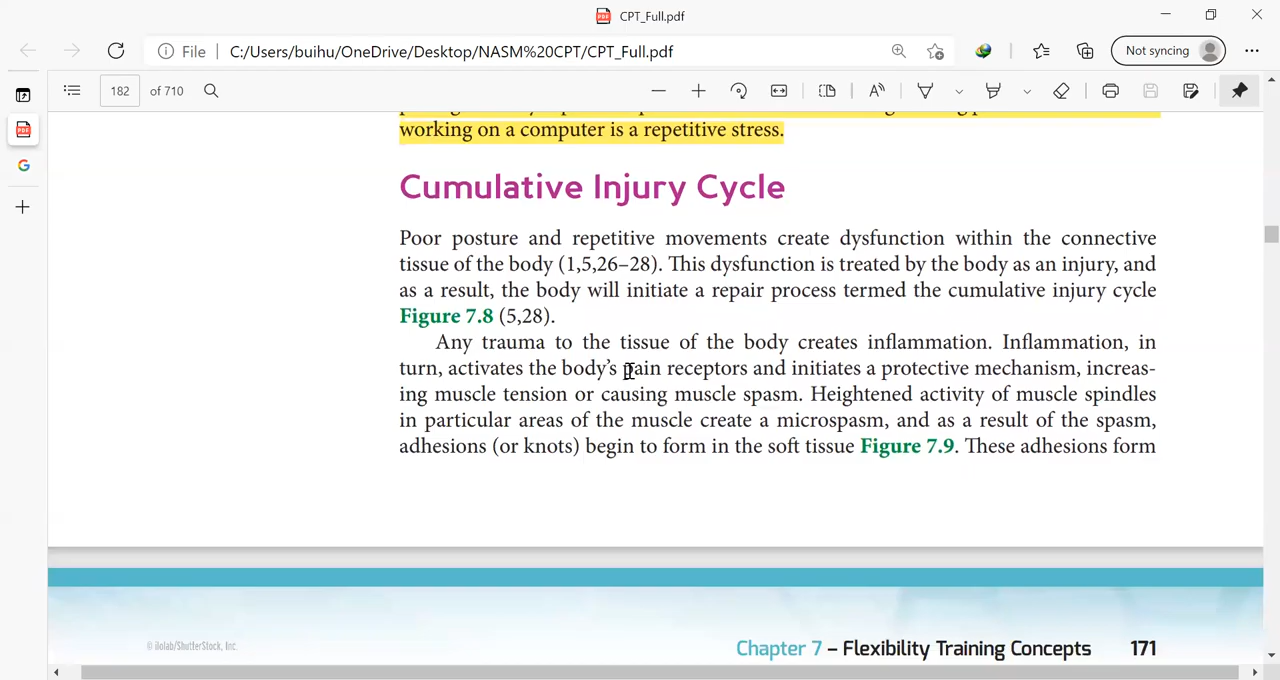 CPT_Full.pdf
File C:/Users/buihu/OneDrive/Desktop/NASM%20CPT/CPT_Full.pdf
Not syncing
182 of 710
working on a computer is a repetitive stress.
Cumulative Injury Cycle
Poor posture and repetitive movements create dysfunction within the connective
tissue of the body (1,5,26–28). This dysfunction is treated by the body as an injury, and
as a result, the body will initiate a repair process termed the cumulative injury cycle
Figure 7.8 (5,28).
Any trauma to the tissue of the body creates inflammation. Inflammation, in
turn, activates the body’s pain receptors and initiates a protective mechanism, increas-
ing muscle tension or causing muscle spasm. Heightened activity of muscle spindles
in particular areas of the muscle create a microspasm, and as a result of the spasm,
adhesions (or knots) begin to form in the soft tissue Figure 7.9. These adhesions form
© ilolab/ShutterStock, Inc.
Chapter 7 – Flexibility Training Concepts 171